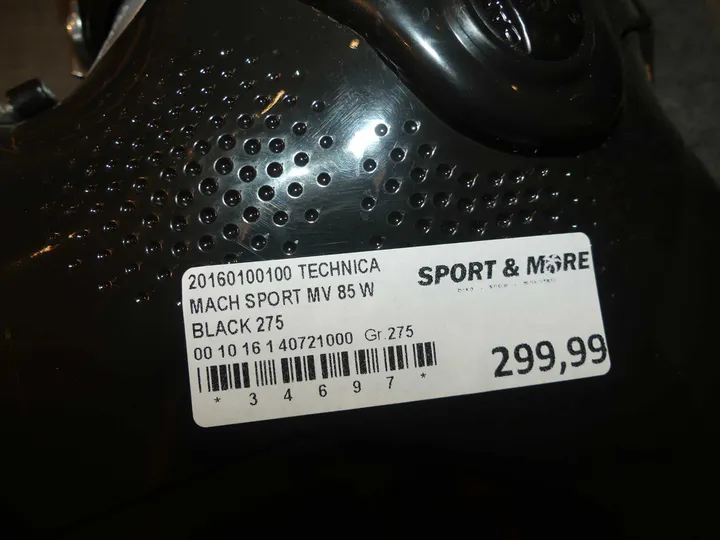 20160100100 TECHNICA
MACH SPORT MV 85 W
BLACK 275
00 10 16 1 40721000 Gr.275
* 3 4 6 9 7 *
SPORT & MORE
299,99